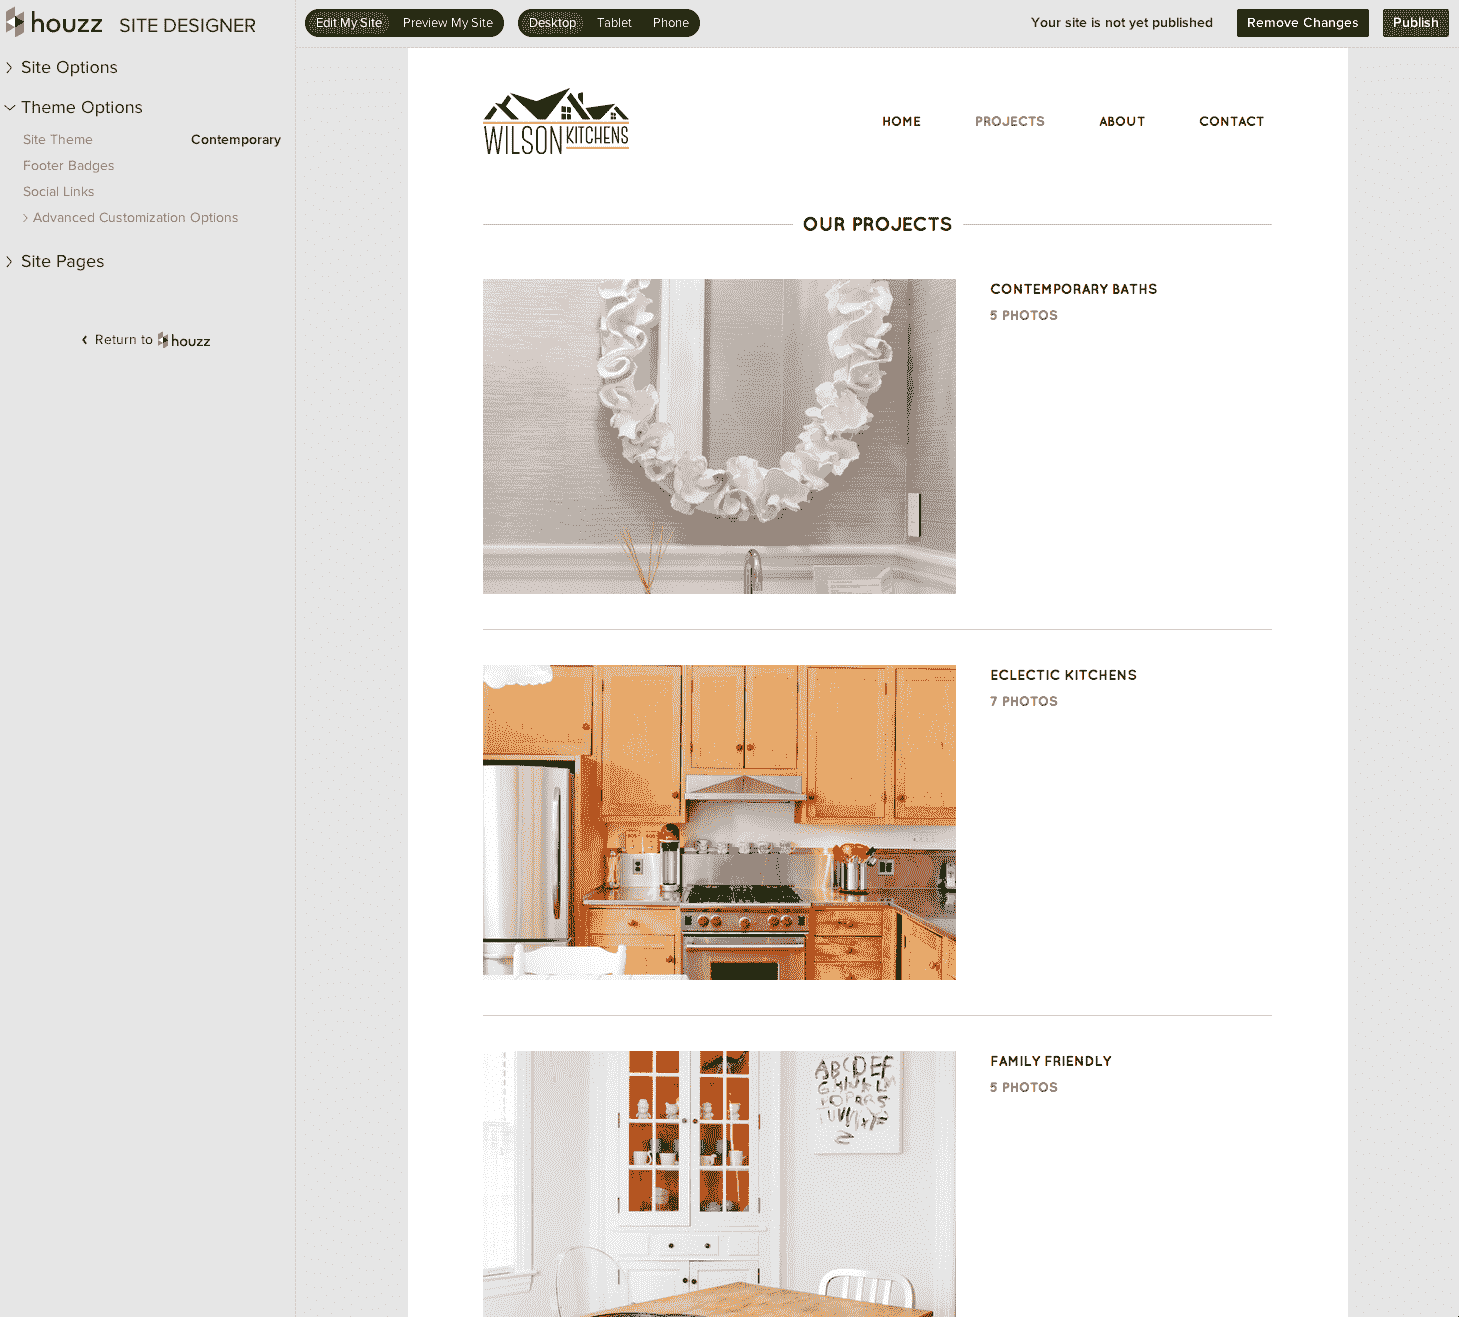 houzz SITE DESIGNER
Edit My Site Preview My Site Desktop Tablet Phone Your site is not yet published Remove Changes Publish
Site Options
Theme Options
Site Theme Contemporary
Footer Badges
Social Links
Advanced Customization Options
Site Pages
Return to houzz
WILSON KITCHENS
HOME PROJECTS ABOUT CONTACT
OUR PROJECTS
CONTEMPORARY BATHS
5 PHOTOS
ECLECTIC KITCHENS
7 PHOTOS
FAMILY FRIENDLY
5 PHOTOS
ABCDEF